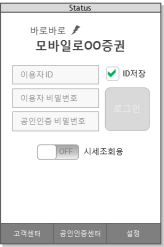 Status
바로바로
모바일로OO증권
이용자ID
ID저장
이용자 비밀번호
로그인
공인인증 비밀번호
OFF 시세조회용
고객센터 공인인증센터 설정